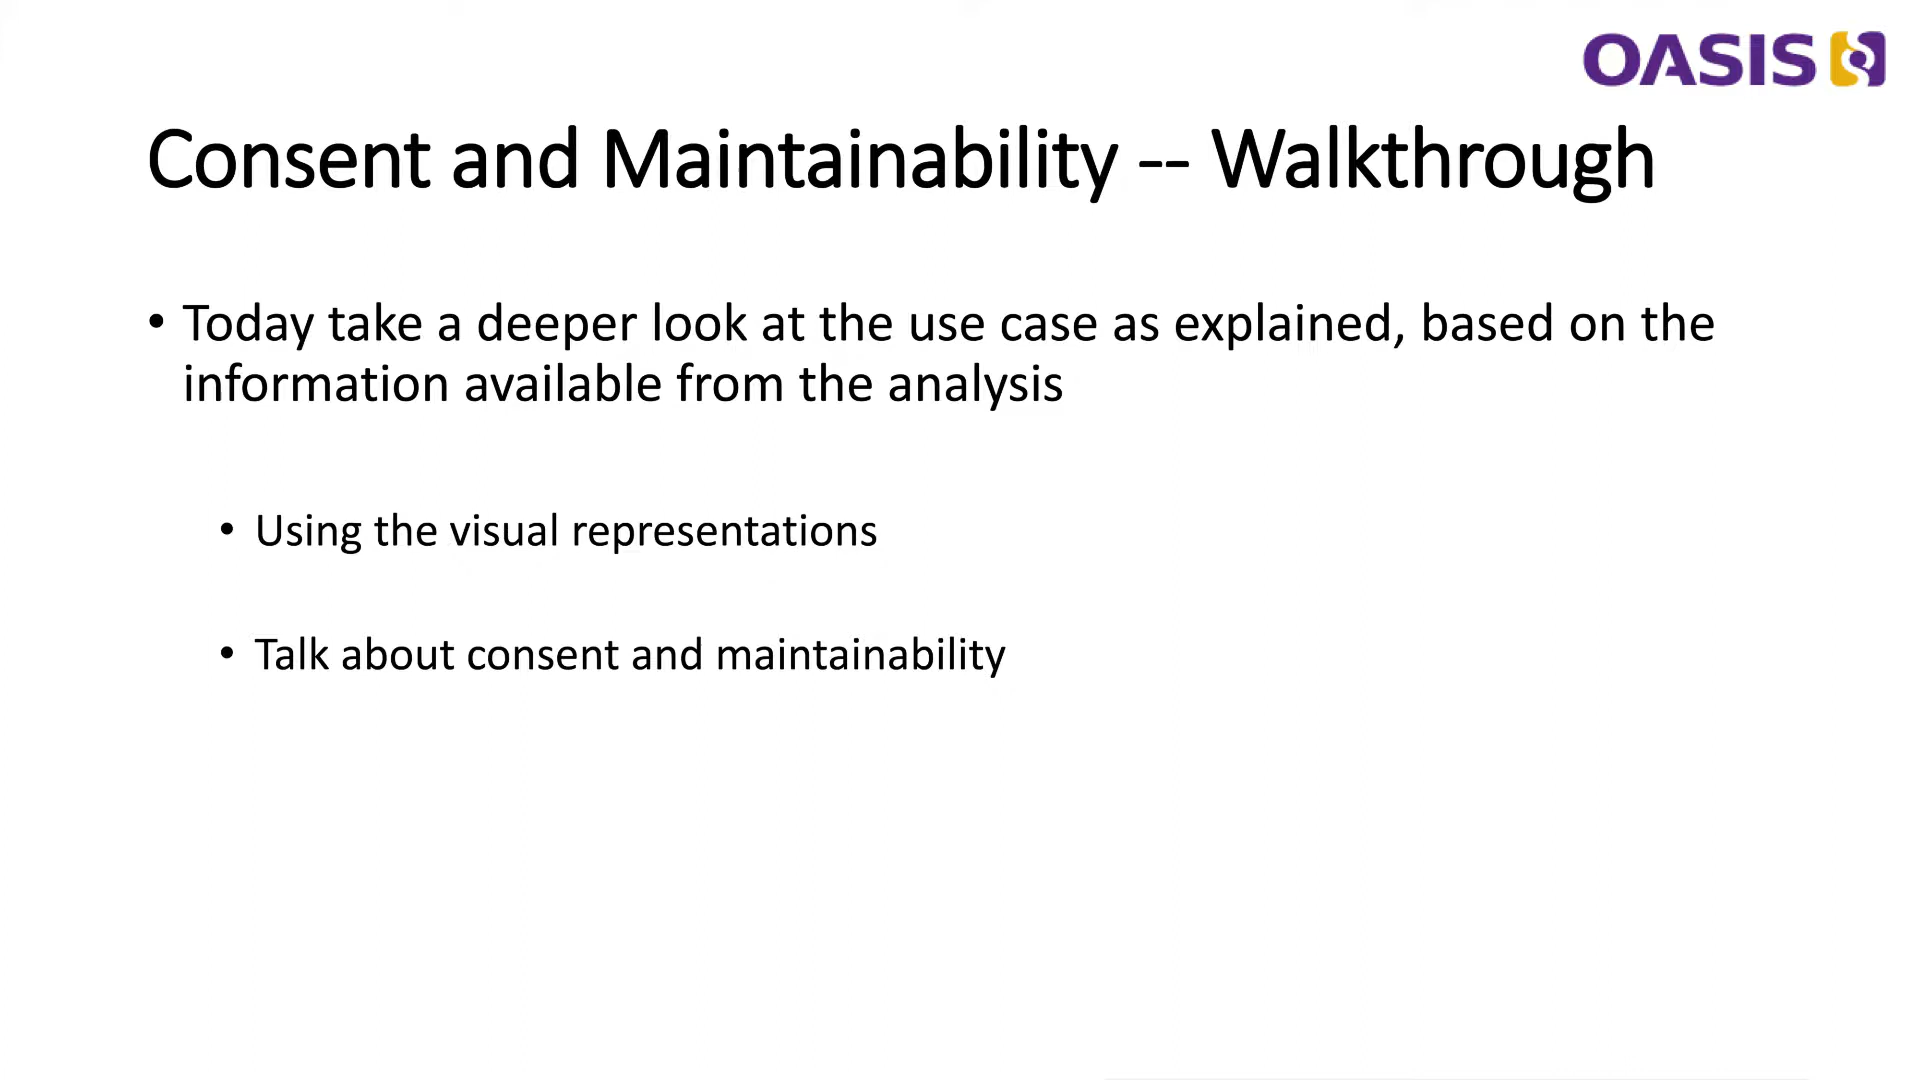 OASIS
Consent and Maintainability -- Walkthrough
• Today take a deeper look at the use case as explained, based on the
information available from the analysis
• Using the visual representations
• Talk about consent and maintainability